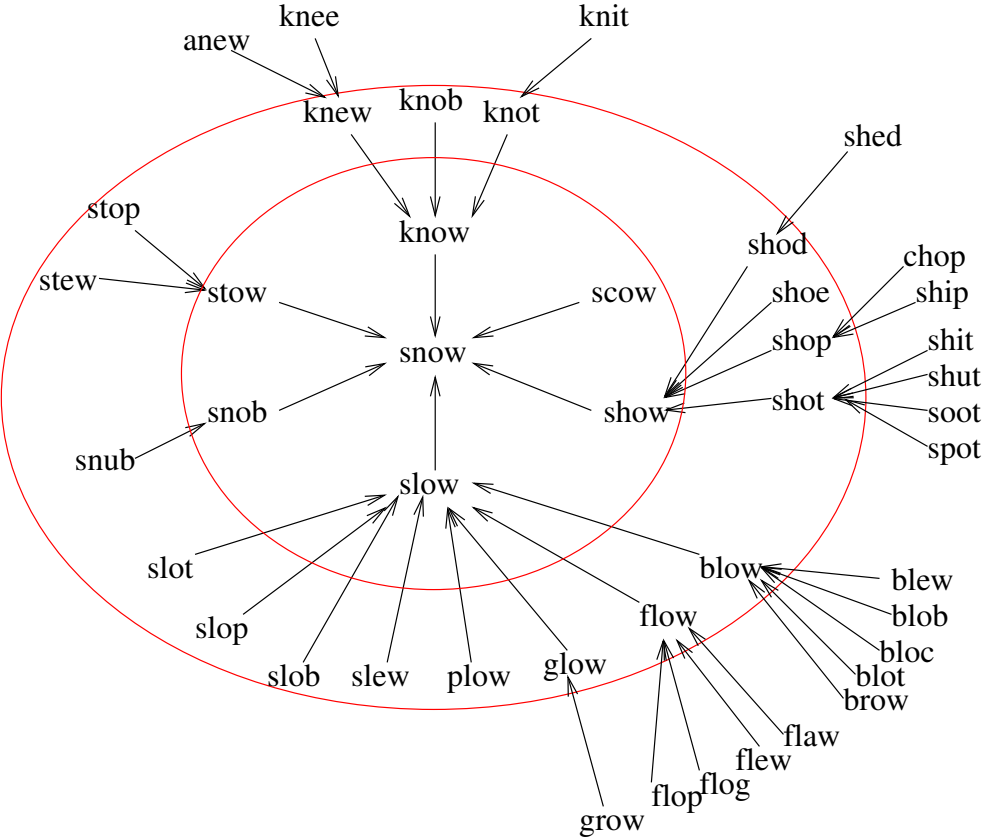 knee
knit
anew
knob
knew
knot
shed
stop
know
shod
chop
stew
stow
scow
shoe
ship
shop
shit
snow
shut
shot
snob
show
soot
spot
snub
slow
slot
blow
blew
flow
blob
slop
bloc
glow
slob
slew
plow
blot
brow
flaw
flew
flog
flop
grow